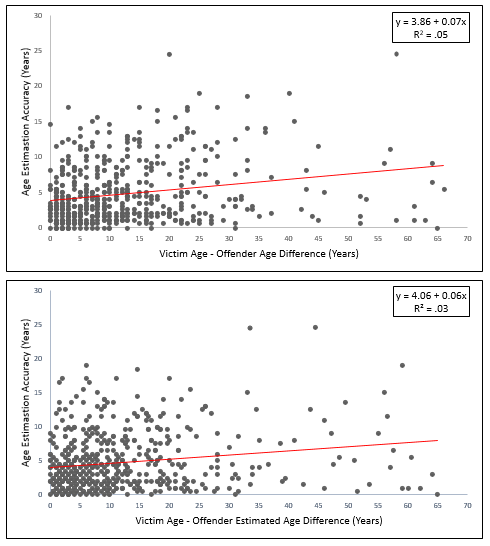 30
25
20
15
10
5
0
Age Estimastion Accuracy (Years)
y = 3.86 + 0.07x
R² = .05
0 5 10 15 20 25 30 35 40 45 50 55 60 65 70
Victim Age - Offender Age Difference (Years)
30
25
20
15
10
5
0
Age Estimastion Accuracy (Years)
y = 4.06 + 0.06x
R² = .03
0 5 10 15 20 25 30 35 40 45 50 55 60 65 70
Victim Age - Offender Estimated Age Difference (Years)